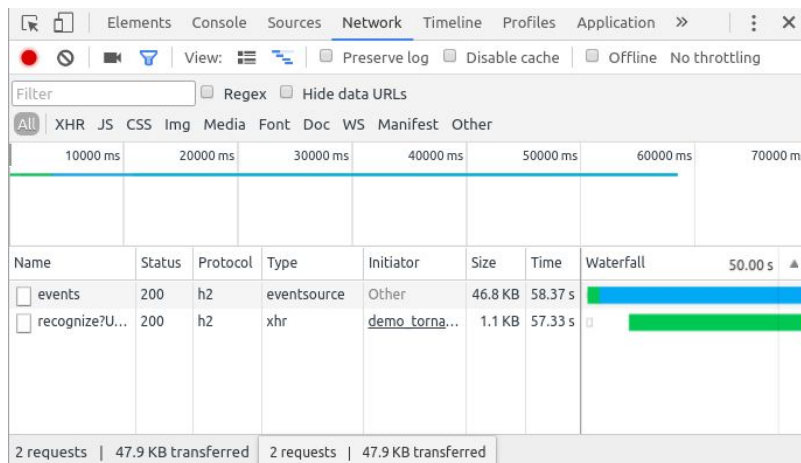 Elements Console Sources Network Timeline Profiles Application »
View: Preserve log Disable cache Offline No throttling
Filter Regex Hide data URLs
All XHR JS CSS Img Media Font Doc WS Manifest Other
10000 ms 20000 ms 30000 ms 40000 ms 50000 ms 60000 ms 70000 m
Name Status Protocol Type Initiator Size Time Waterfall 50.00 s ▲
events 200 h2 eventsource Other 46.8 KB 58.37 s
recognize?U... 200 h2 xhr demo_torna... 1.1 KB 57.33 s
2 requests | 47.9 KB transferred 2 requests | 47.9 KB transferred